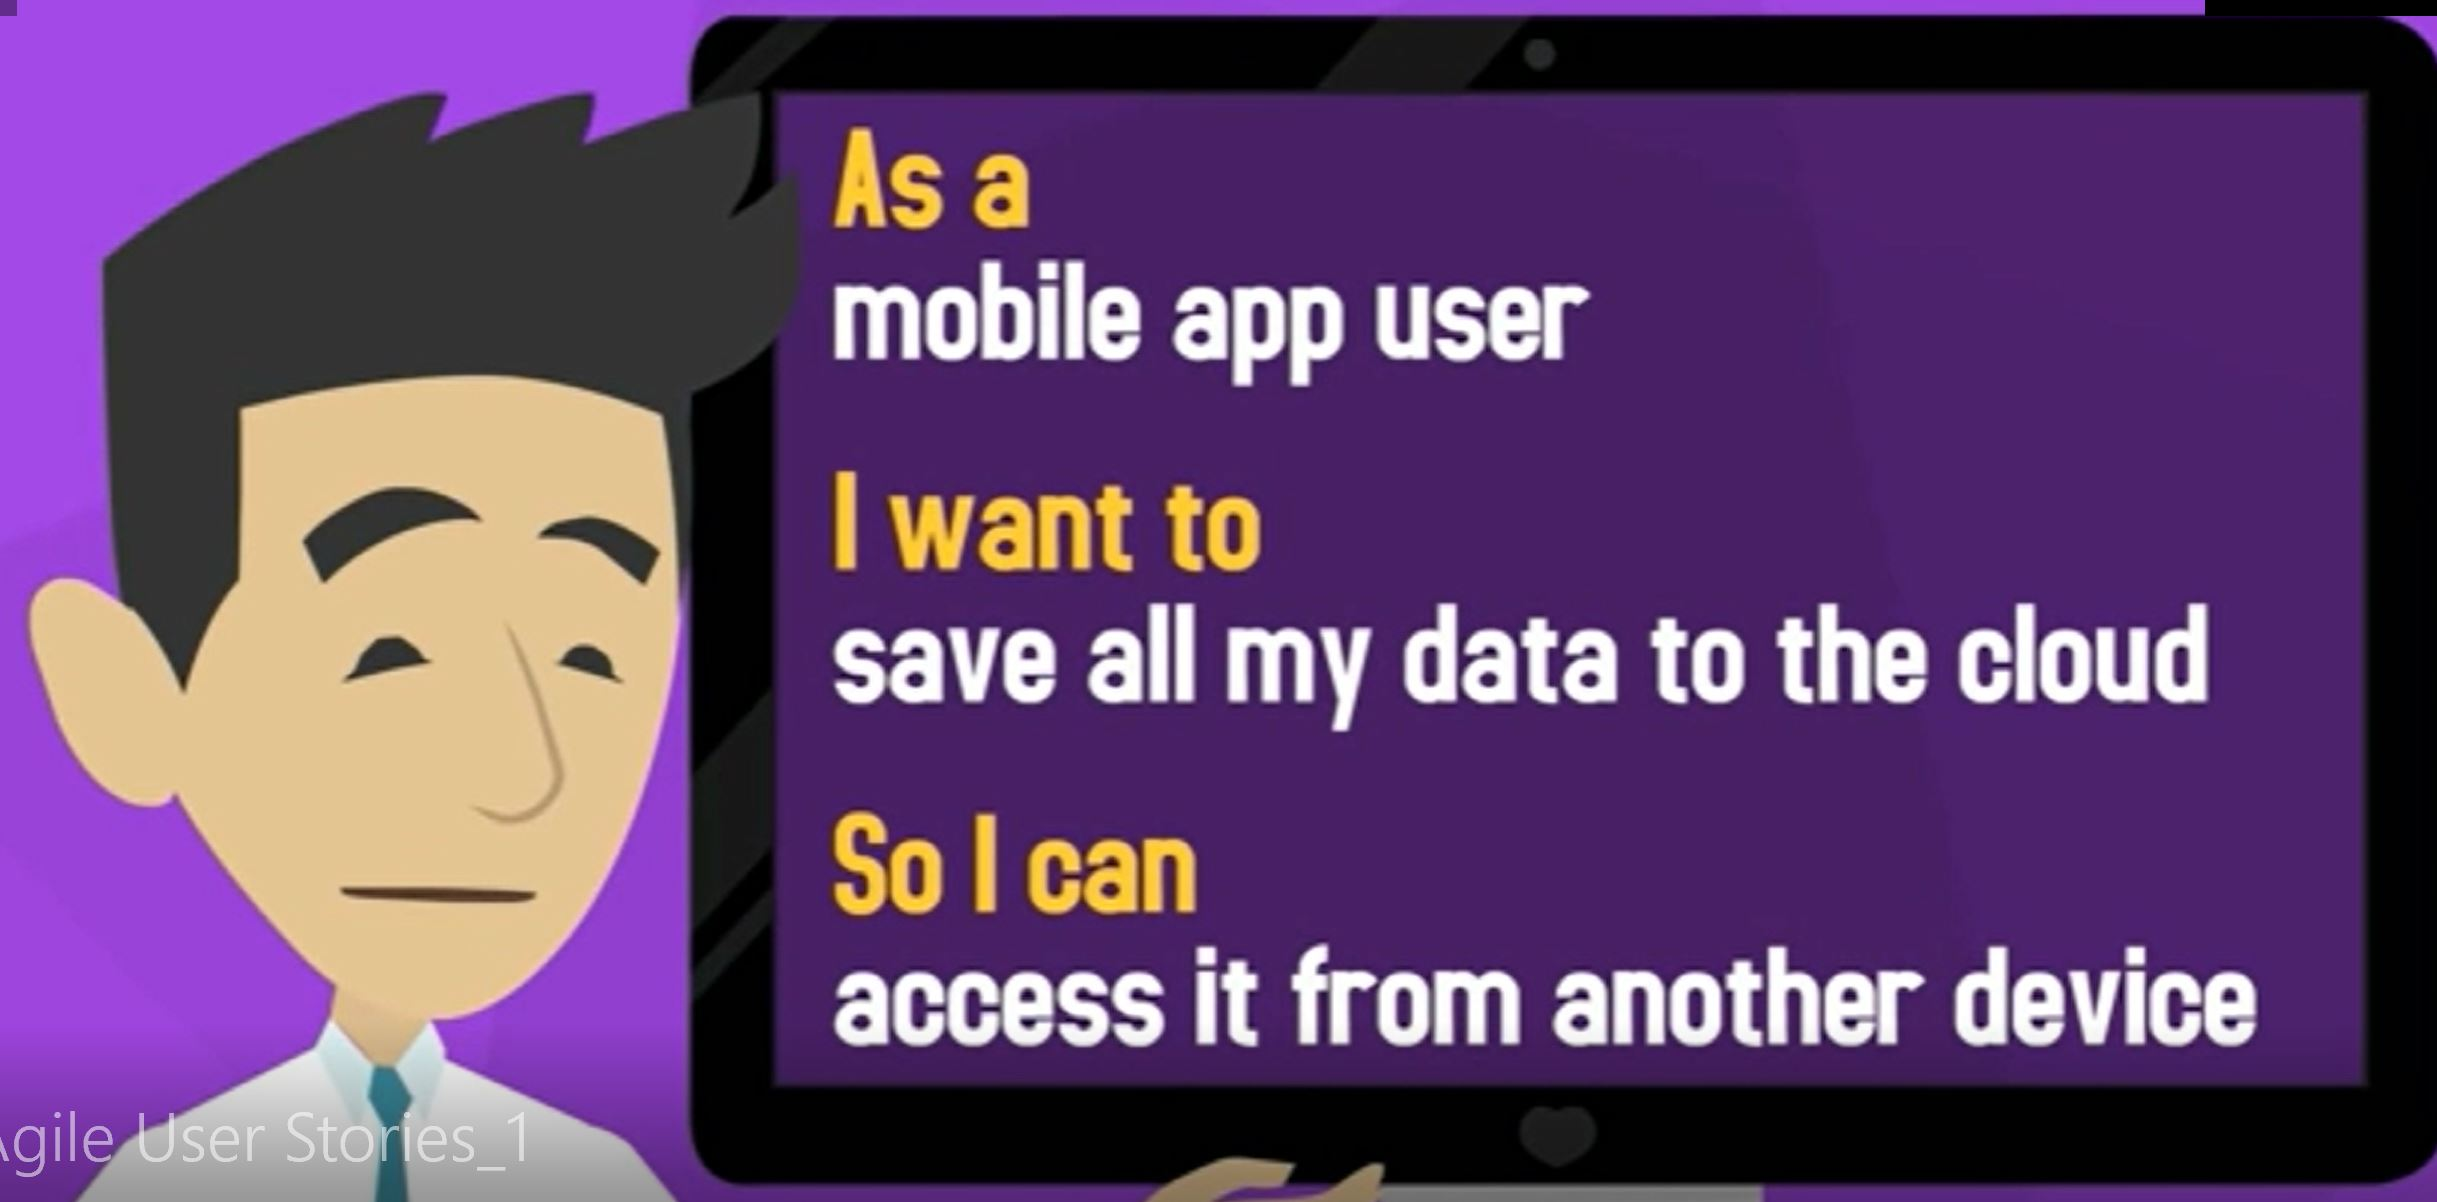 As a
mobile app user
I want to
save all my data to the cloud
So I can
access it from another device
Agile User Stories_1